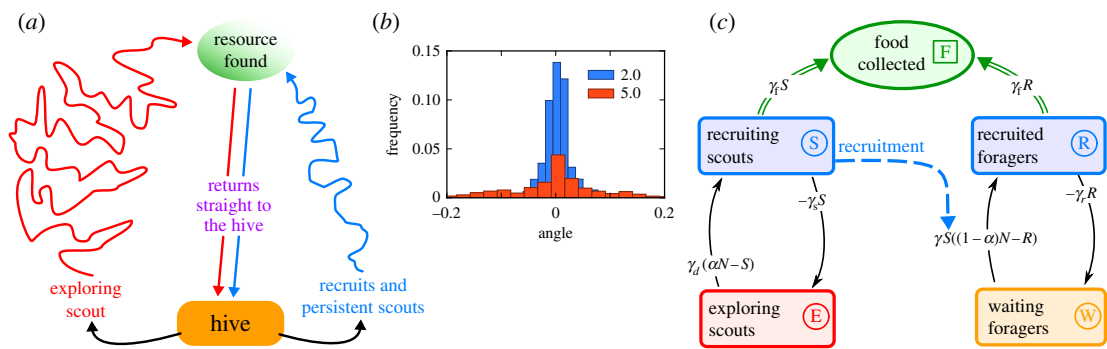 (a)
resource
found
returns
straight to
the hive
exploring
scout
recruits and
persistent scouts
hive
(b)
0.15
0.10
0.05
0
frequency
2.0
5.0
−0.2
0
0.2
angle
(c)
food
collected
F
γfS
γfR
recruiting
scouts
S
recruitment
recruited
foragers
R
−γsS
−γrR
γS((1−α)N−R)
γd(αN−S)
exploring
scouts
E
waiting
foragers
W